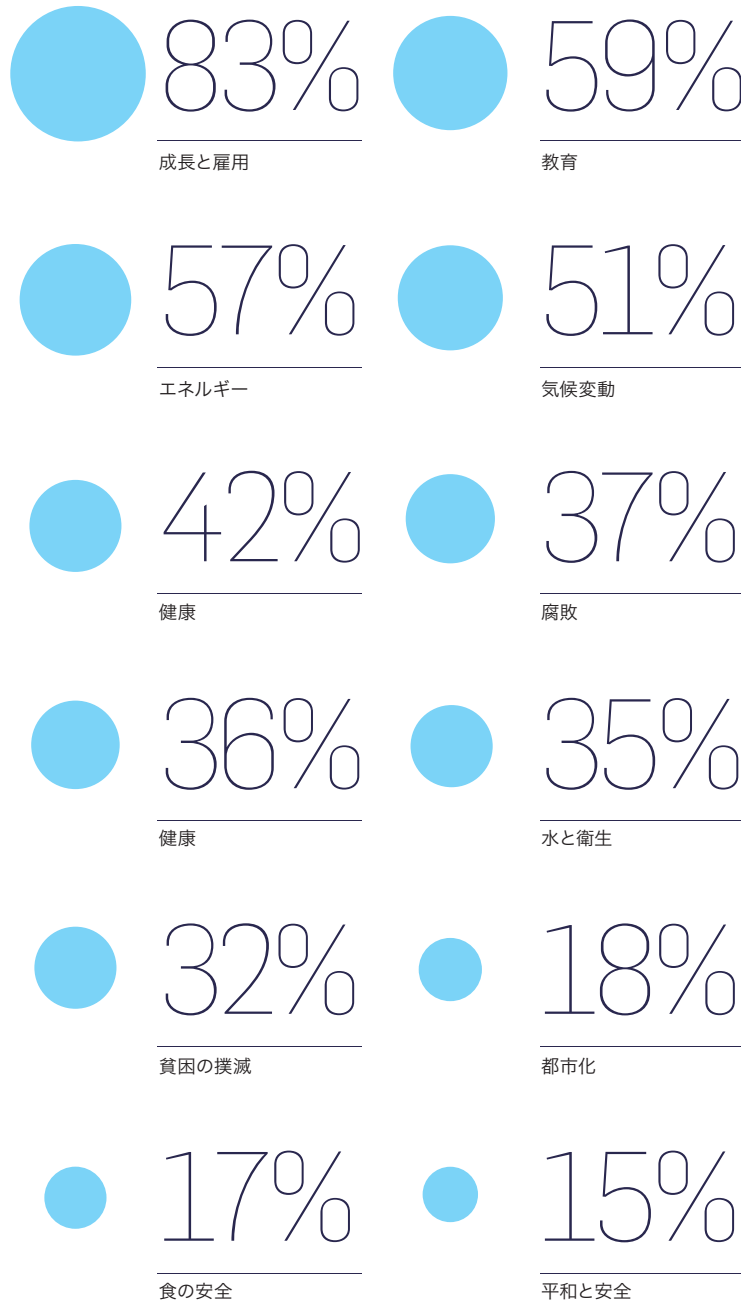 83%
成長と雇用
59%
教育
57%
エネルギー
51%
気候変動
42%
健康
37%
腐敗
36%
健康
35%
水と衛生
32%
貧困の撲滅
18%
都市化
17%
食の安全
15%
平和と安全